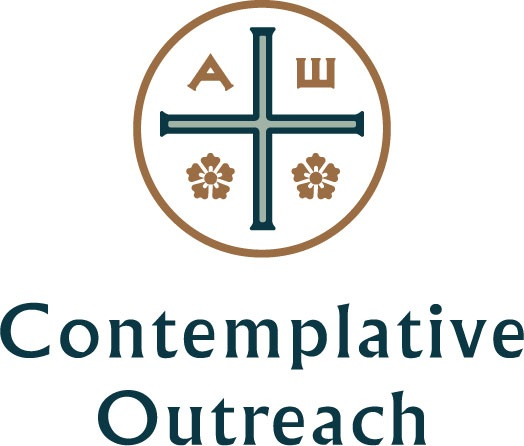 A ω
Contemplative
Outreach